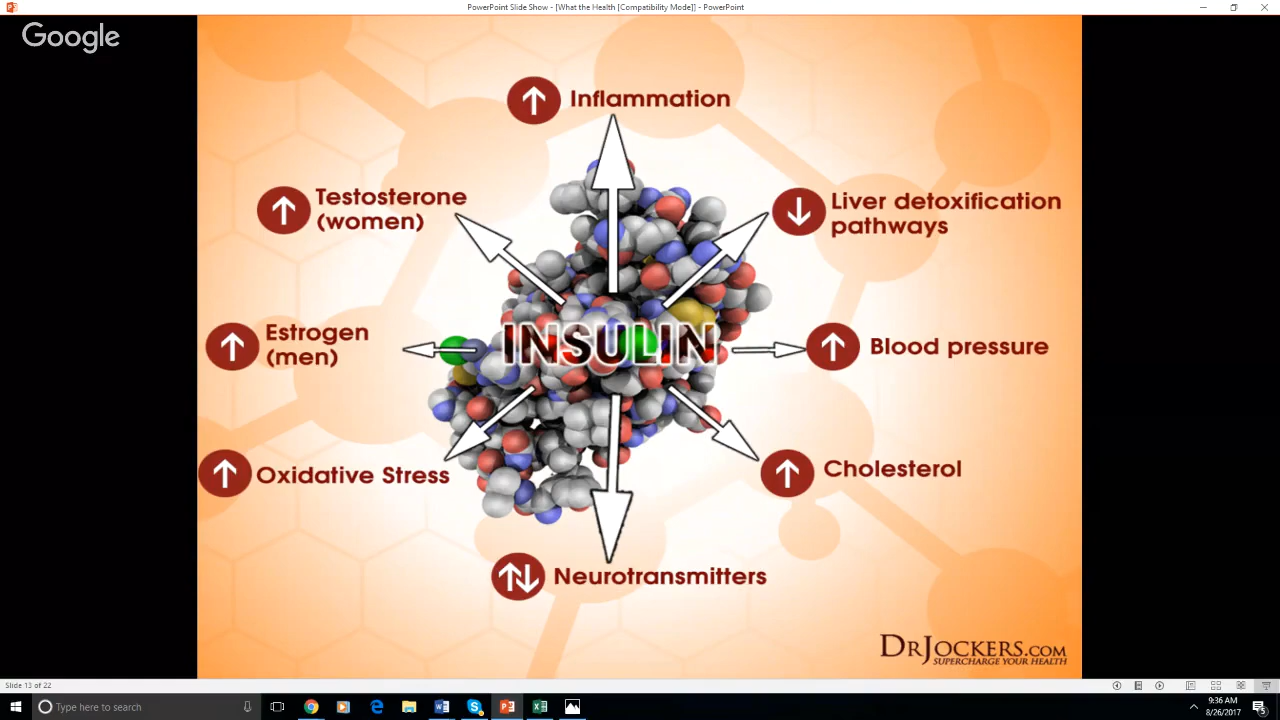 PowerPoint Slide Show - [What the Health [Compatibility Mode]] - PowerPoint
Google
Inflammation
Testosterone
(women)
Liver detoxification
pathways
Estrogen
(men)
INSULIN
Blood pressure
Oxidative Stress
Cholesterol
Neurotransmitters
DRJOCKERS.COM
SUPERCHARGE YOUR HEALTH
Slide 13 of 22
Type here to search
9:36 AM
8/26/2017
5